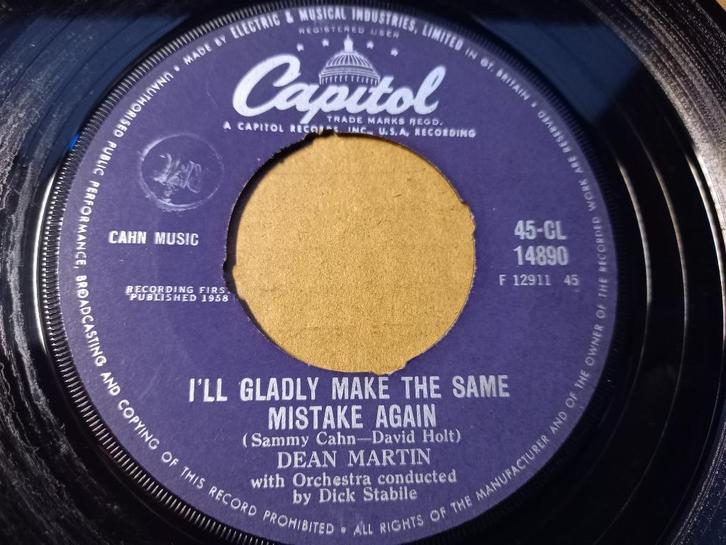 MADE BY ELECTRIC & MUSICAL INDUSTRIES, LIMITED IN GT BRITAIN • ALL RIGHTS OF THE MANUFACTURER AND OF THE OWNER OF THE RECORDED WORK ARE RESERVED • UNAUTHORISED PUBLIC PERFORMANCE, BROADCASTING AND COPYING OF THIS RECORD PROHIBITED •
REGISTERED USER
Capitol
TRADE MARKS REGD.
A CAPITOL RECORDS, INC., U.S.A., RECORDING
CAHN MUSIC
45-CL
14890
F 12911 45
RECORDING FIRS
PUBLISHED 1958
I'LL GLADLY MAKE THE SAME
MISTAKE AGAIN
(Sammy Cahn—David Holt)
DEAN MARTIN
with Orchestra conducted
by Dick Stabile